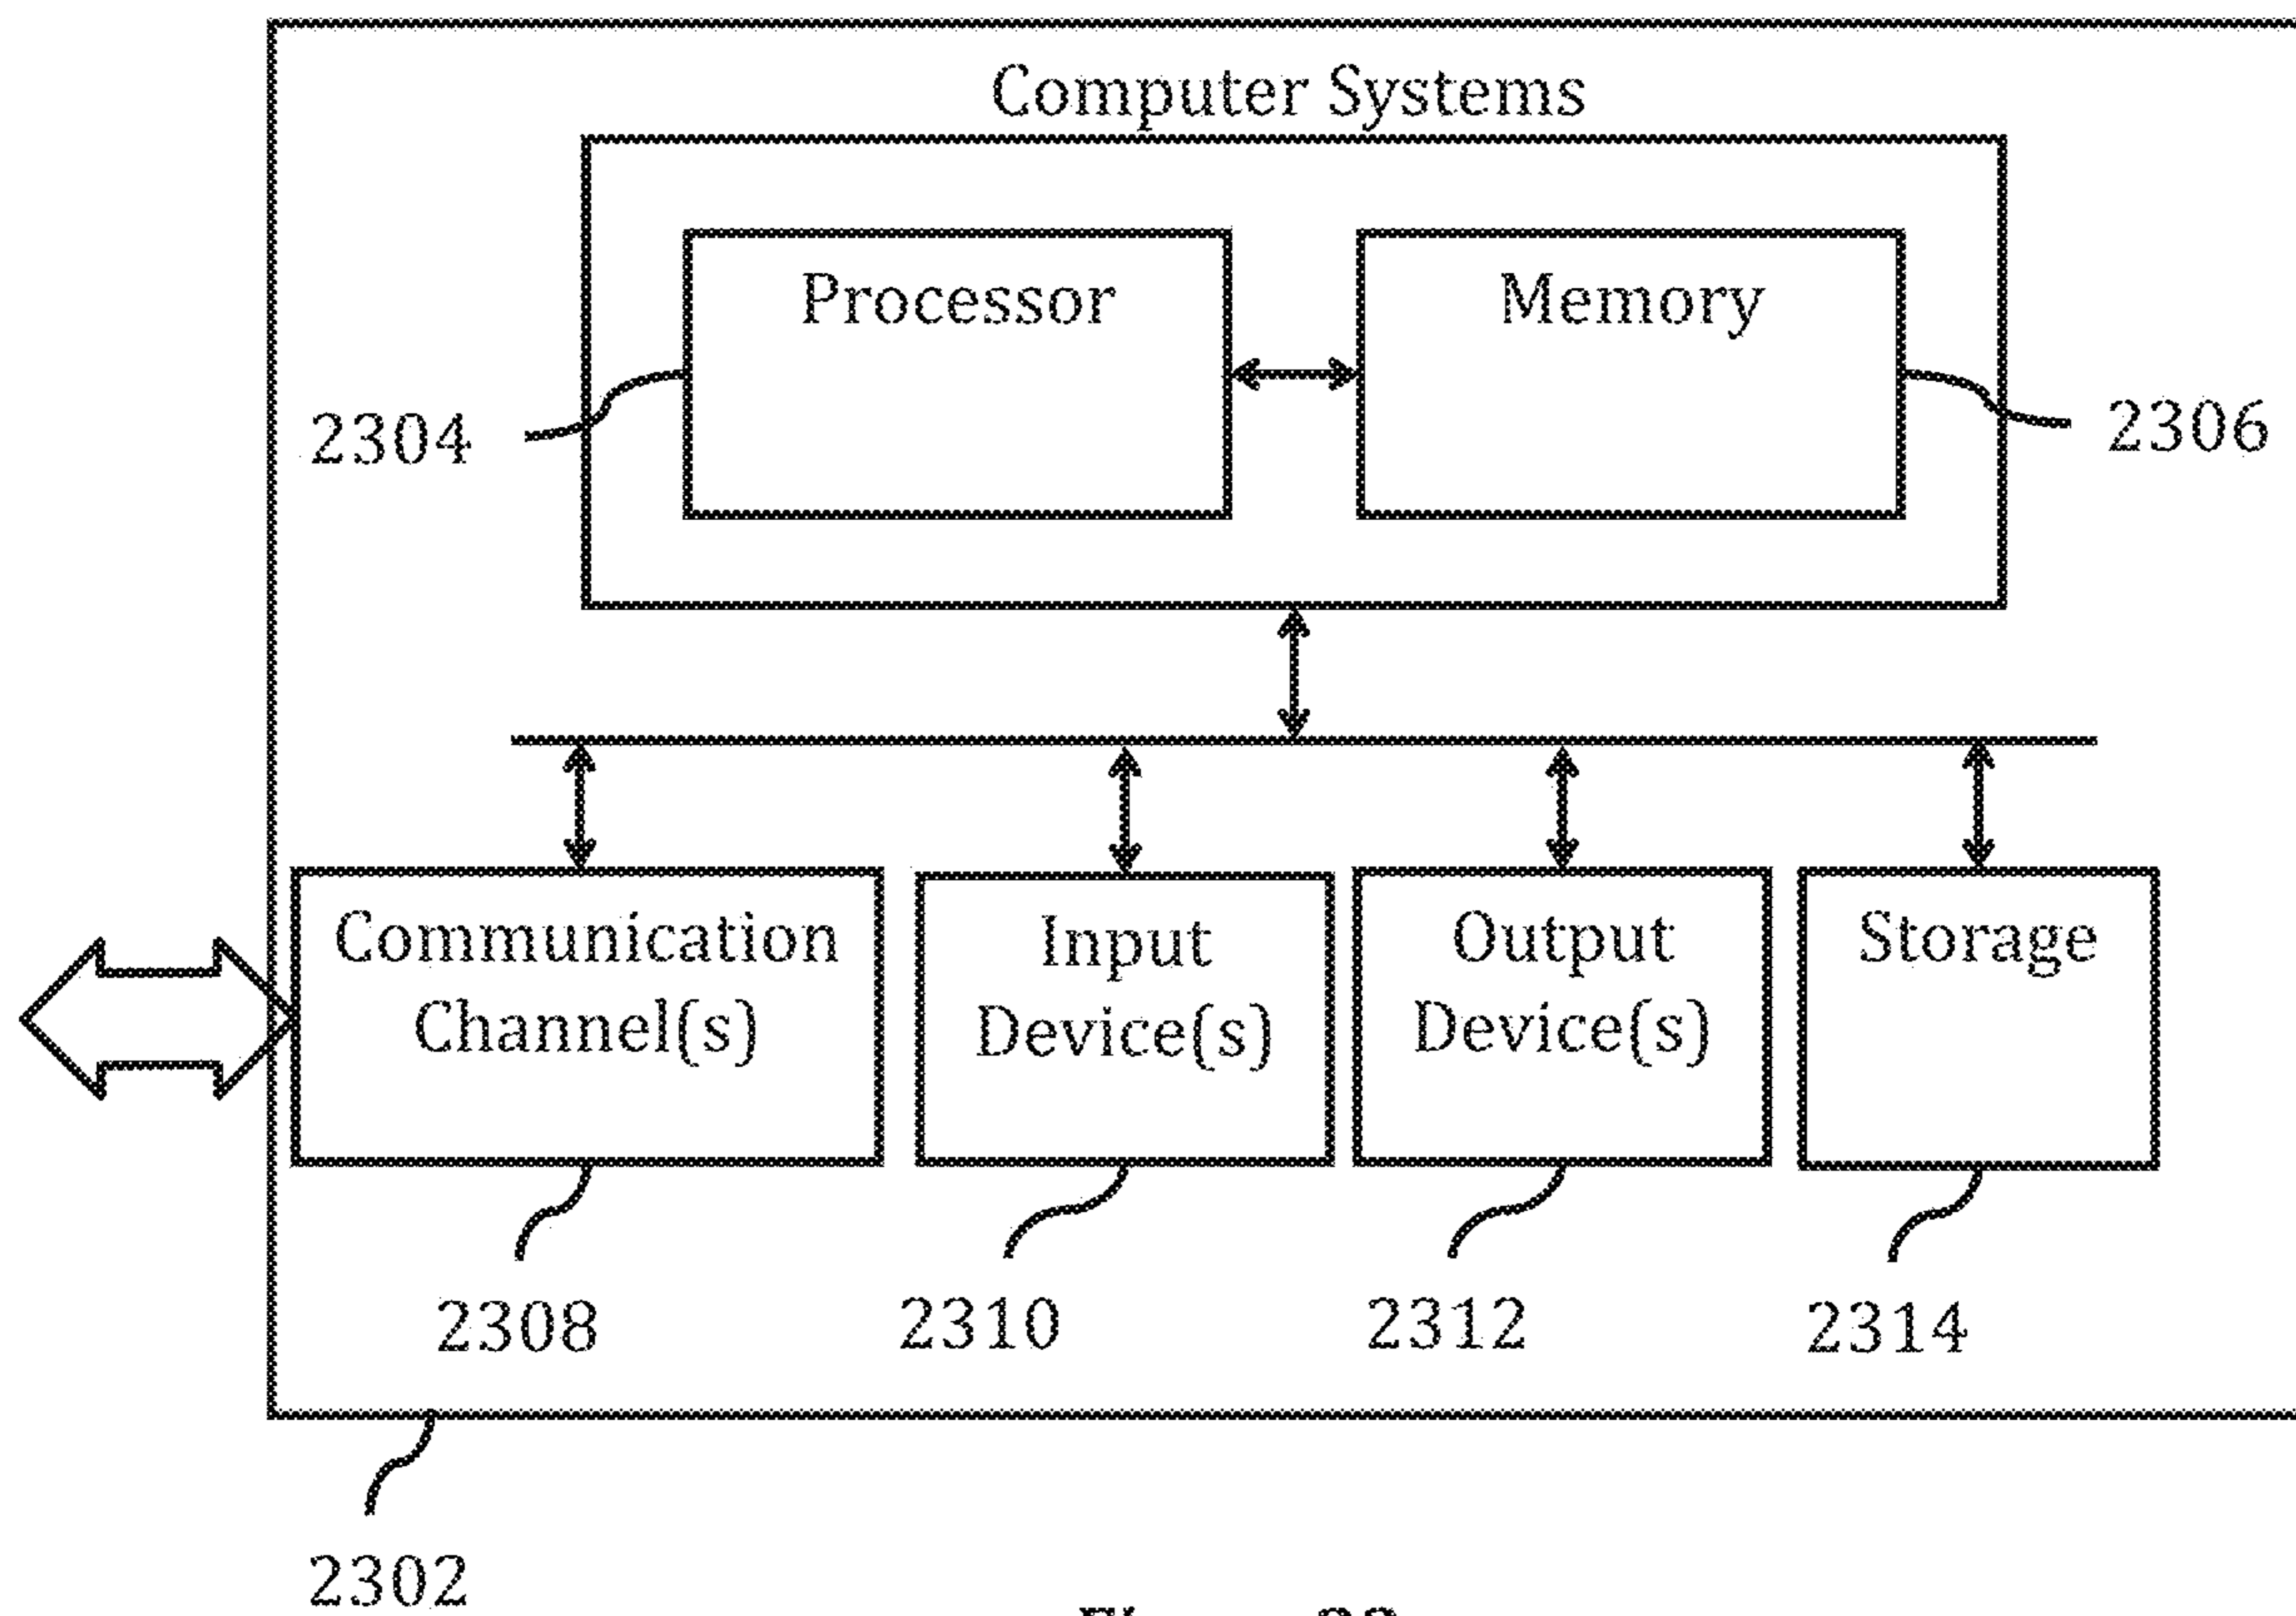 Computer Systems
Processor
Memory
2304
2306
Communication
Channel(s)
Input
Device(s)
Output
Device(s)
Storage
2308
2310
2312
2314
2302